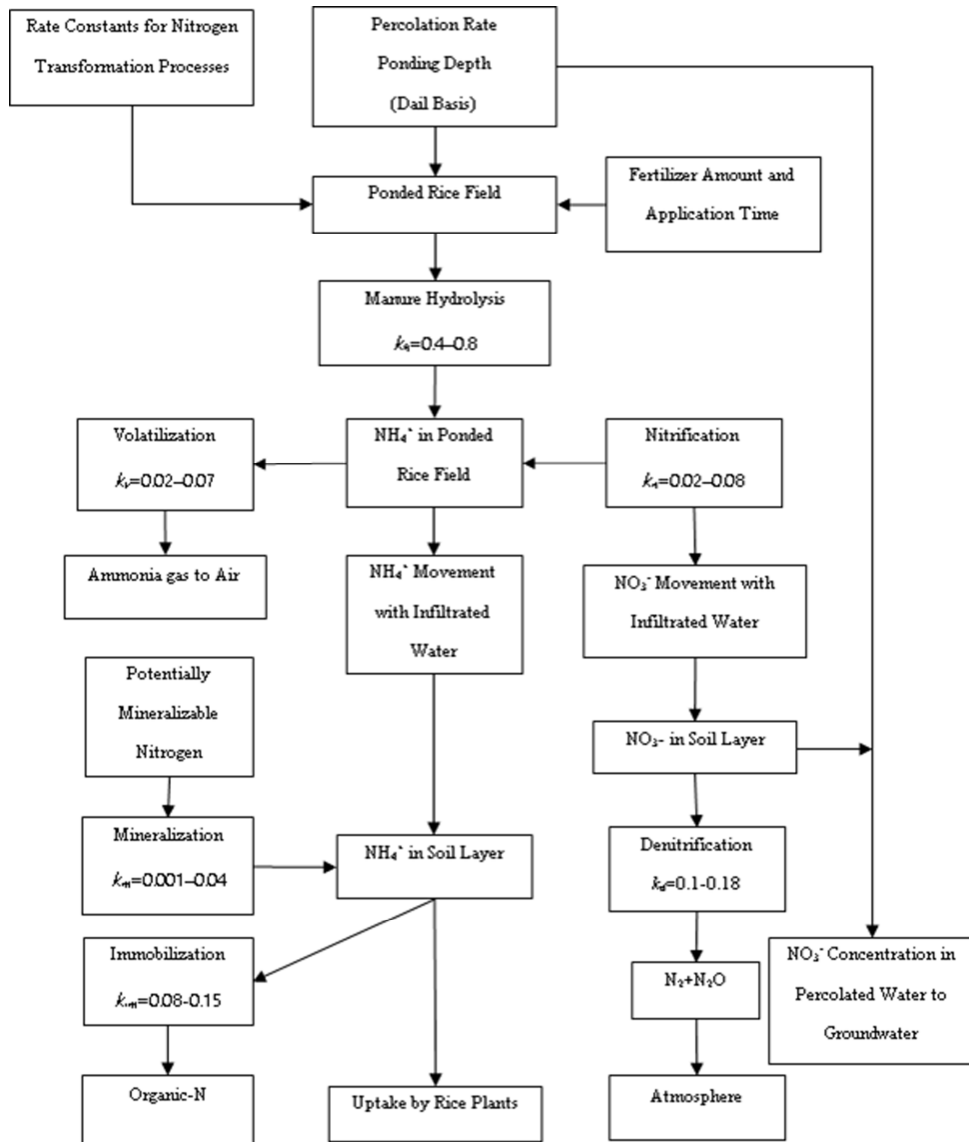 Rate Constants for Nitrogen
Transformation Processes
Percolation Rate
Ponding Depth
(Dail Basis)
Ponded Rice Field
Fertilizer Amount and
Application Time
Manure Hydrolysis
=0.4–0.8
Volatilization
kv=0.02–0.07
NH₄⁺ in Ponded
Rice Field
Nitrification
kn=0.02–0.08
Ammonia gas to Air
NH₄⁺ Movement
with Infiltrated
Water
NO₃⁻ Movement with
Infiltrated Water
Potentially
Mineralizable
Nitrogen
NO₃- in Soil Layer
Mineralization
km=0.001–0.04
NH₄⁺ in Soil Layer
Denitrification
kd=0.1-0.18
Immobilization
=0.08-0.15
N₂+N₂O
NO₃⁻ Concentration in
Percolated Water to
Groundwater
Organic-N
Uptake by Rice Plants
Atmosphere